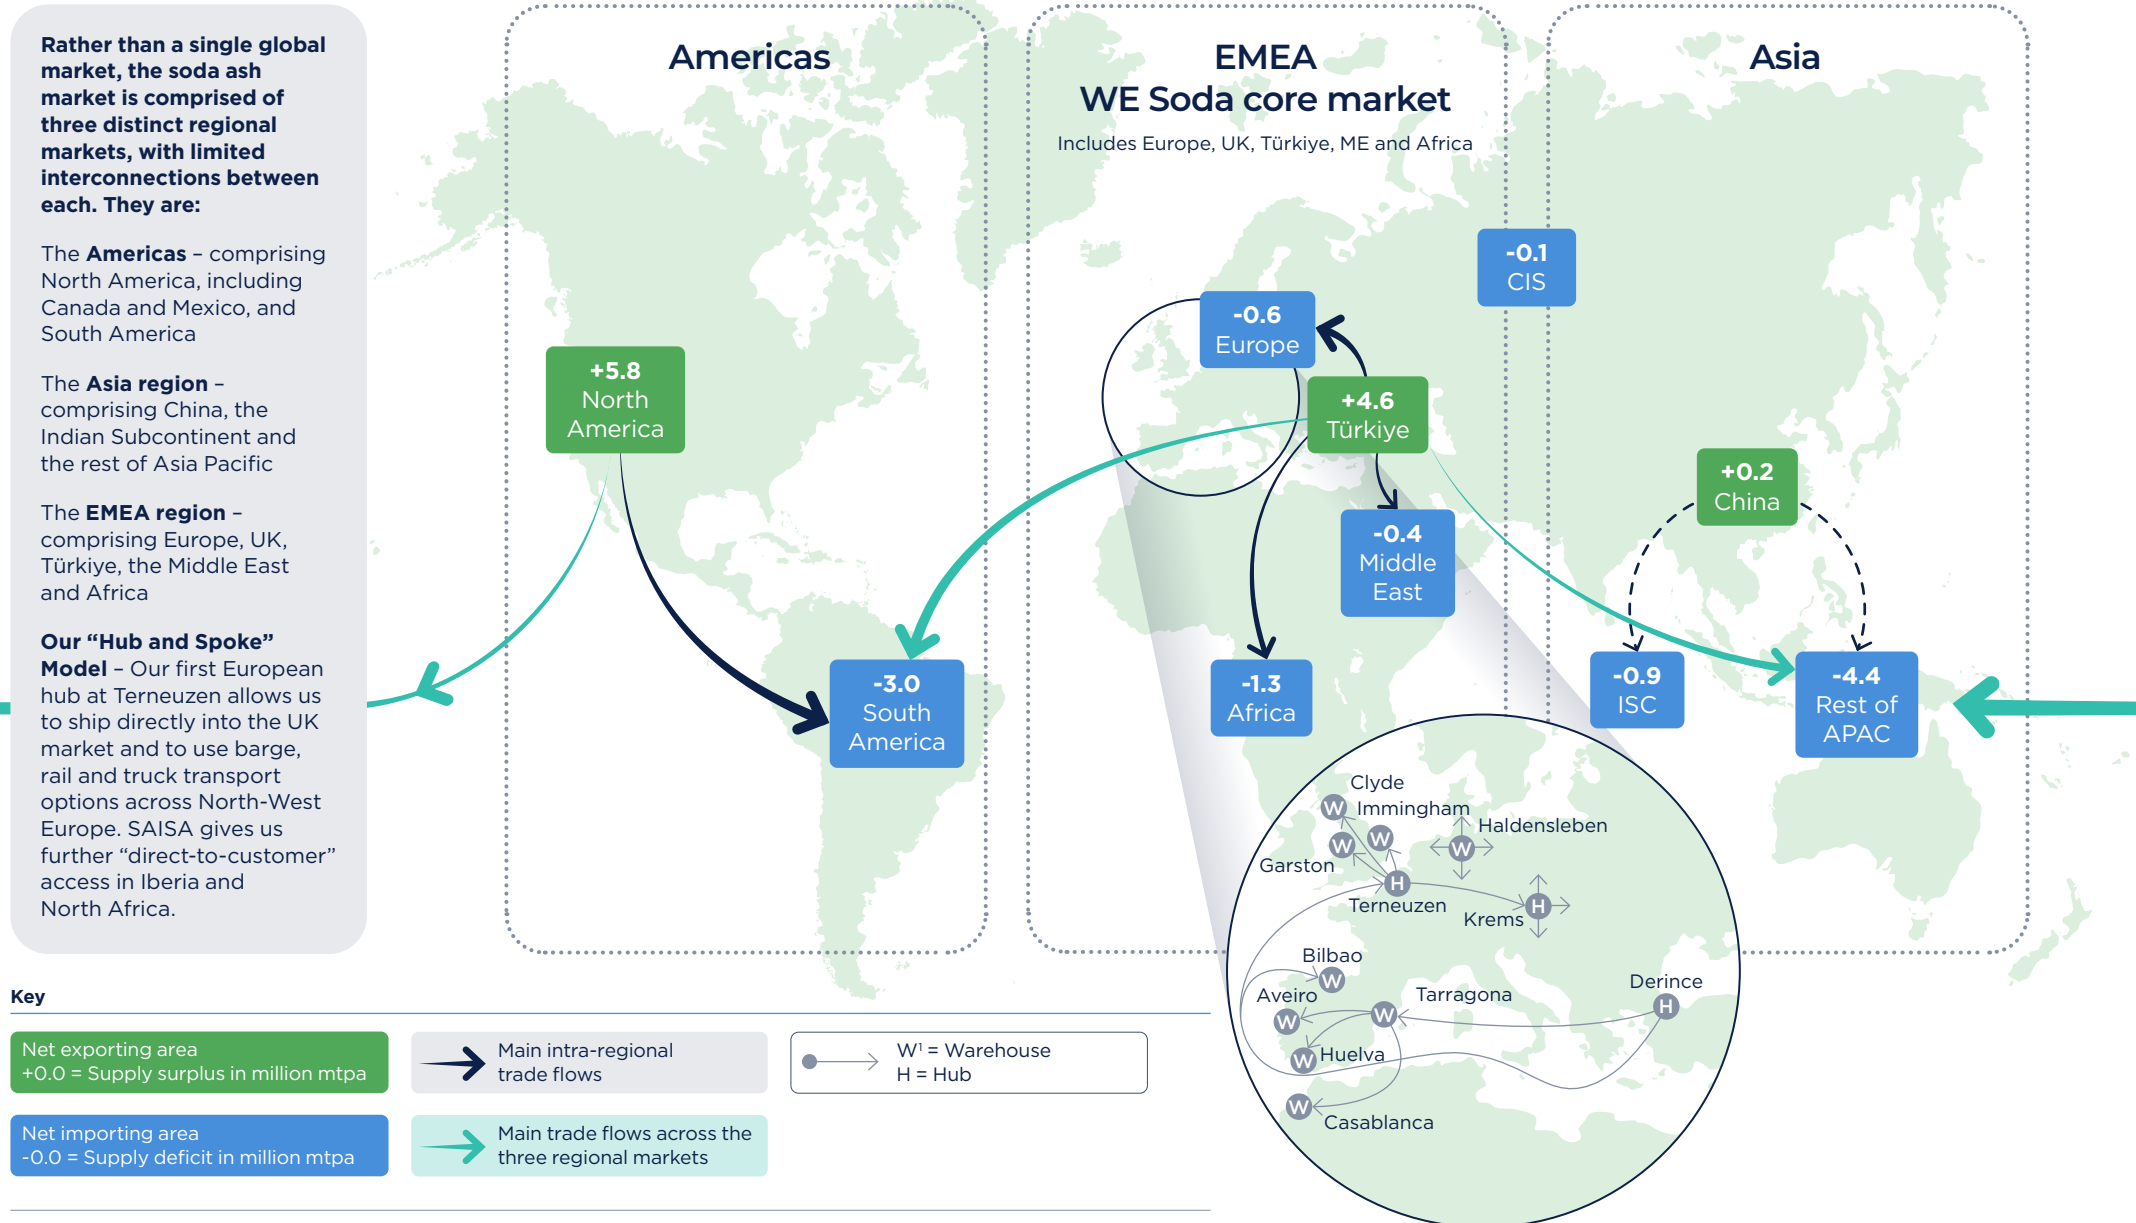 Rather than a single global
market, the soda ash
market is comprised of
three distinct regional
markets, with limited
interconnections between
each. They are:
The Americas – comprising
North America, including
Canada and Mexico, and
South America
The Asia region –
comprising China, the
Indian Subcontinent and
the rest of Asia Pacific
The EMEA region –
comprising Europe, UK,
Türkiye, the Middle East
and Africa
Our “Hub and Spoke”
Model – Our first European
hub at Terneuzen allows us
to ship directly into the UK
market and to use barge,
rail and truck transport
options across North-West
Europe. SAISA gives us
further “direct-to-customer”
access in Iberia and
North Africa.
Americas
+5.8
North
America
-3.0
South
America
EMEA
WE Soda core market
Includes Europe, UK, Türkiye, ME and Africa
-0.6
Europe
+4.6
Türkiye
-0.4
Middle
East
-1.3
Africa
-0.1
CIS
Asia
+0.2
China
-0.9
ISC
-4.4
Rest of
APAC
Clyde
W
Immingham
W
W
Garston
Haldensleben
W
H
Terneuzen
Krems
H
Bilbao
W
Aveiro
W
Tarragona
W
Derince
H
W
Huelva
W
Casablanca
Key
Net exporting area
+0.0 = Supply surplus in million mtpa
Net importing area
-0.0 = Supply deficit in million mtpa
Main intra-regional
trade flows
Main trade flows across the
three regional markets
W¹ = Warehouse
H = Hub